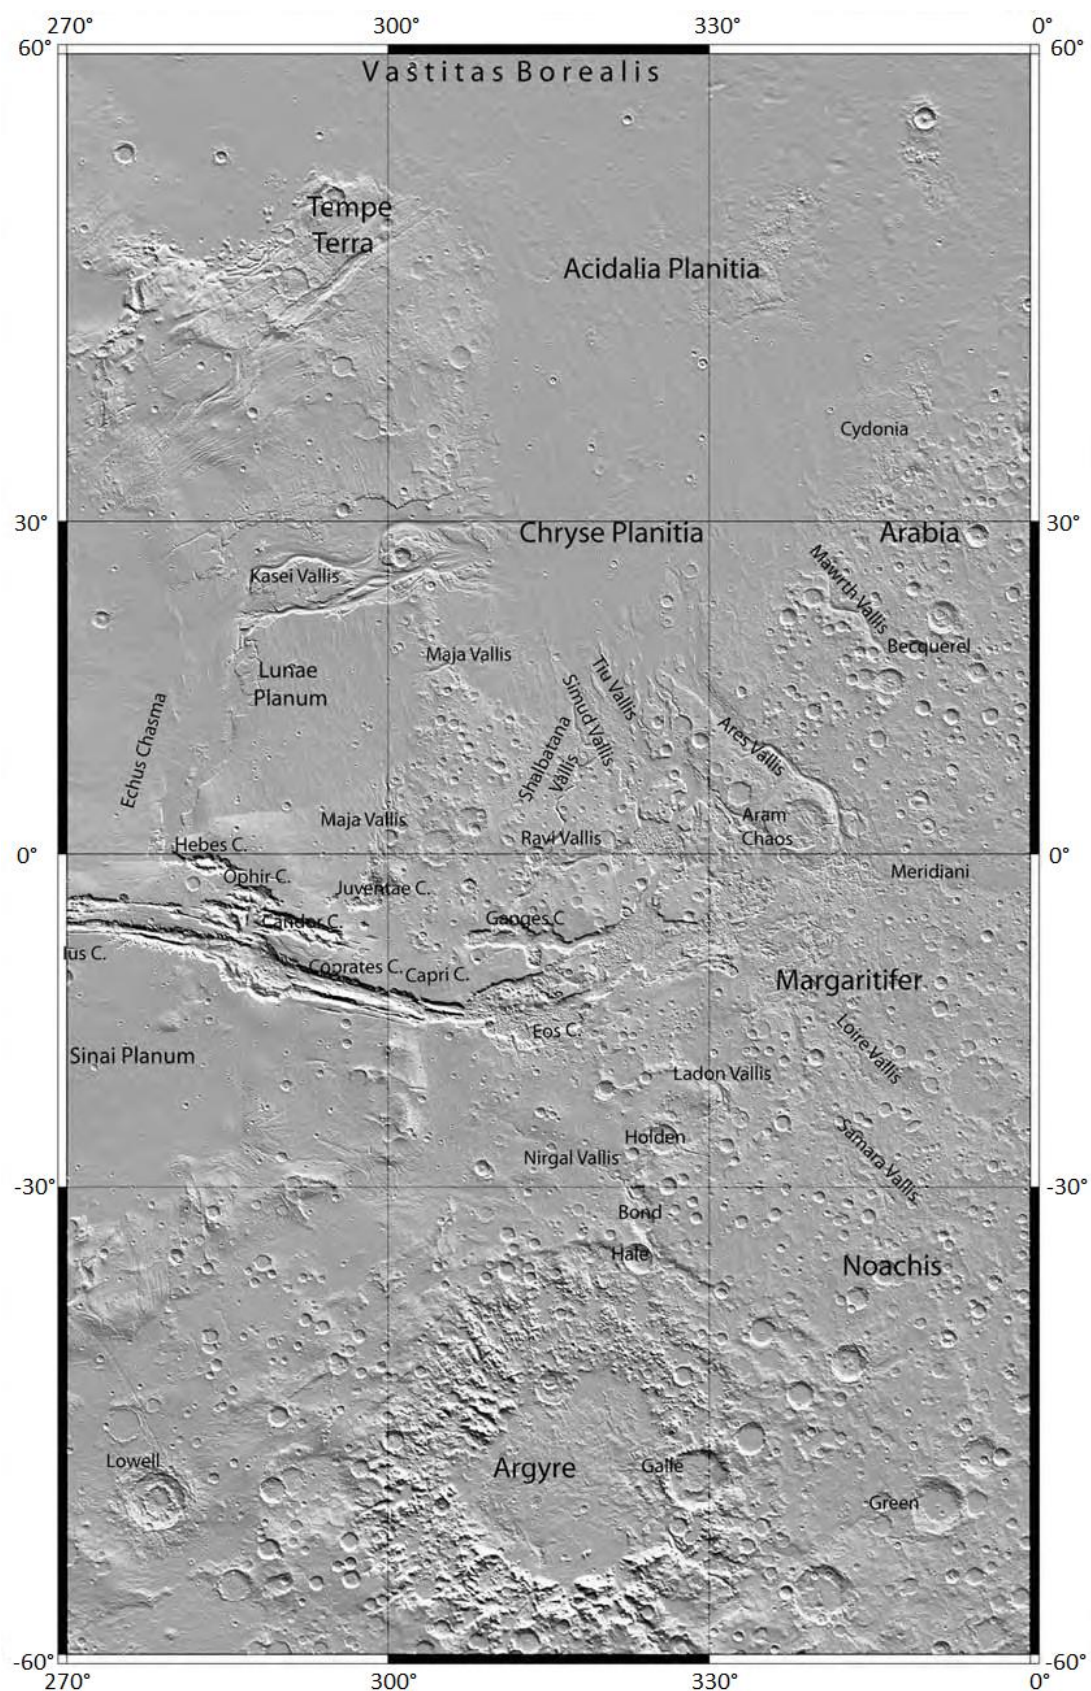 270°
300°
330°
0°
60°
60°
Vastitas Borealis
Tempe
Terra
Acidalia Planitia
Cydonia
30°
30°
Chryse Planitia
Arabia
Kasei Vallis
Mawrth Vallis
Becquerel
Maja Vallis
Lunae
Planum
Tiu Vallis
Simud Vallis
Shalbatana
Vallis
Ares Vallis
Echus Chasma
Maja Vallis
Aram
Chaos
Ravi Vallis
Hebes C.
0°
0°
Ophir C.
Juventae C.
Meridiani
Candor C.
Ganges C
Ius C.
Coprates C.
Capri C.
Margaritifer
Eos C.
Loire Vallis
Sinai Planum
Ladon Vallis
Holden
Nirgal Vallis
Samara Vallis
-30°
-30°
Bond
Hale
Noachis
Lowell
Argyre
Galle
Green
-60°
-60°
270°
300°
330°
0°